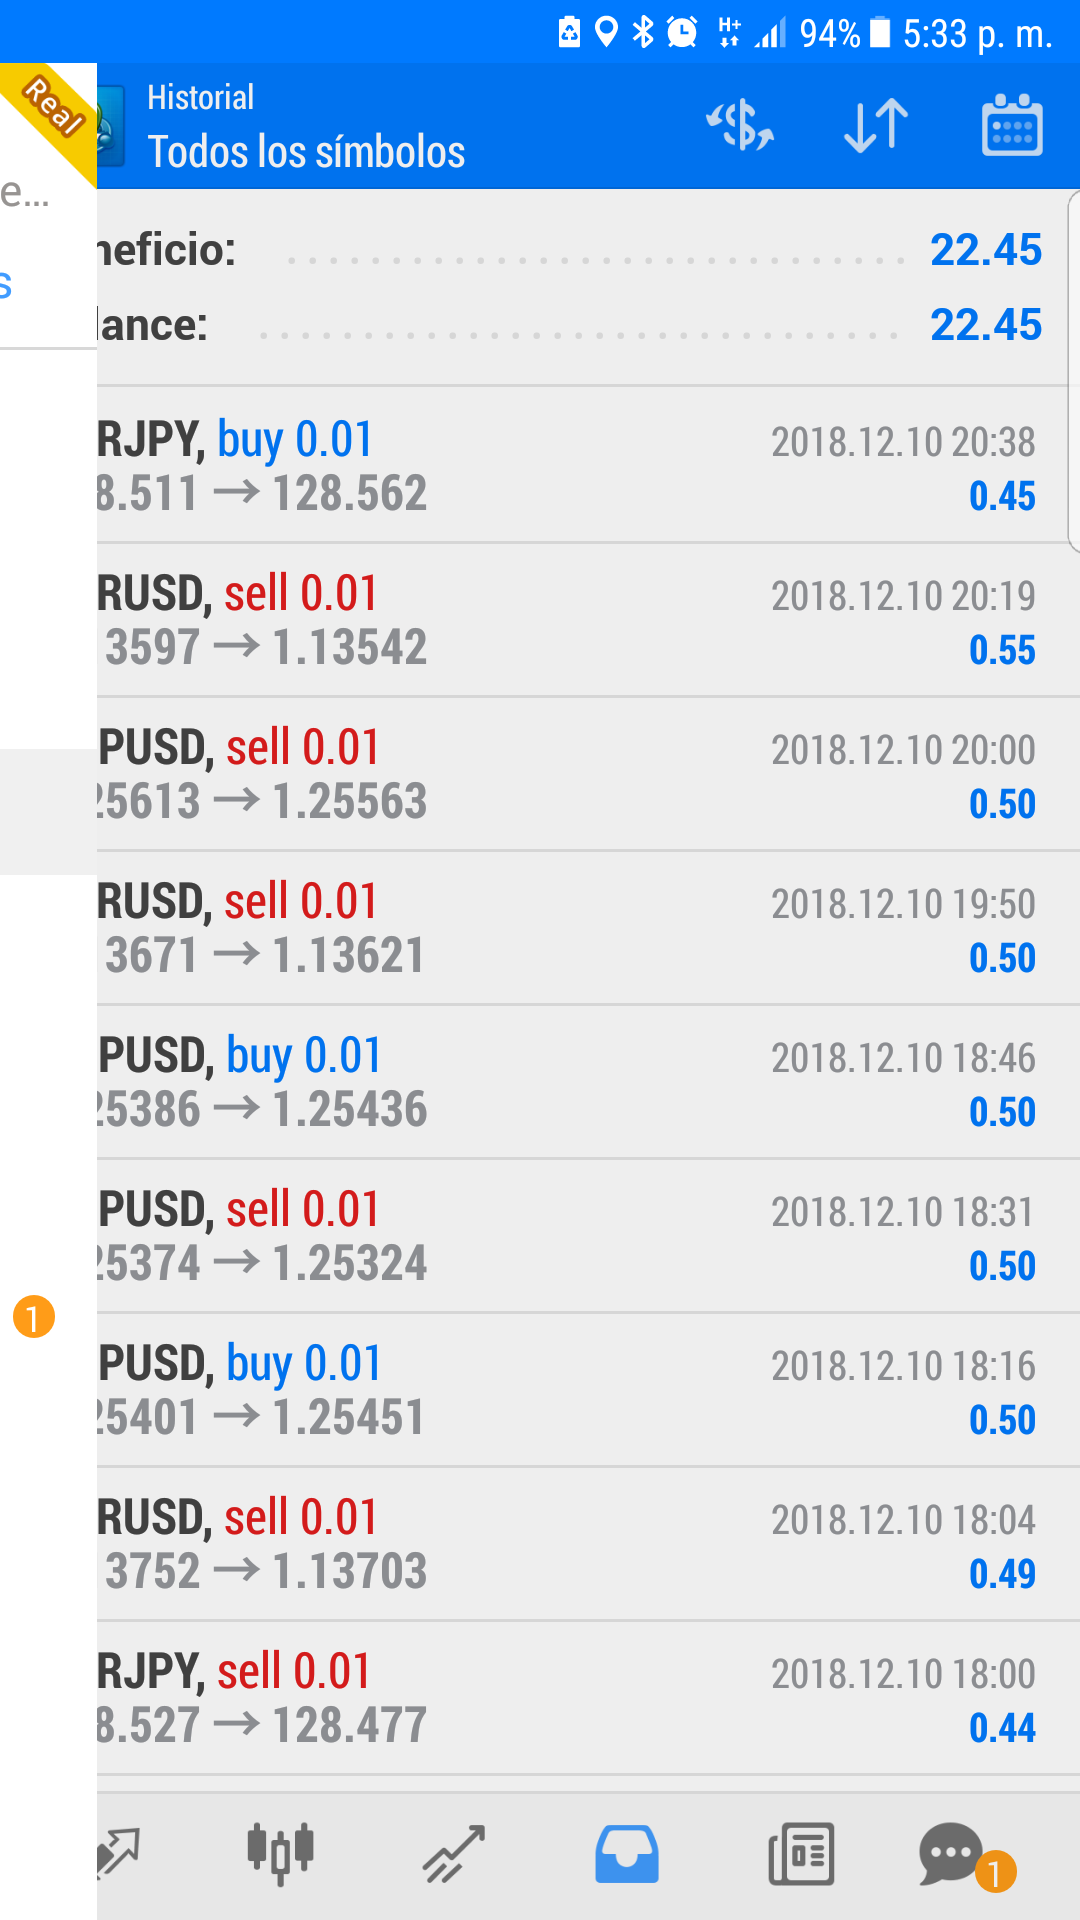 94% 5:33 p. m.
Real
Historial
Todos los símbolos
e...
neficio: 22.45
s
lance: 22.45
RJPY, buy 0.01 2018.12.10 20:38
8.511 → 128.562 0.45
RUSD, sell 0.01 2018.12.10 20:19
3597 → 1.13542 0.55
PUSD, sell 0.01 2018.12.10 20:00
25613 → 1.25563 0.50
RUSD, sell 0.01 2018.12.10 19:50
3671 → 1.13621 0.50
PUSD, buy 0.01 2018.12.10 18:46
25386 → 1.25436 0.50
PUSD, sell 0.01 2018.12.10 18:31
25374 → 1.25324 0.50
1
PUSD, buy 0.01 2018.12.10 18:16
25401 → 1.25451 0.50
RUSD, sell 0.01 2018.12.10 18:04
3752 → 1.13703 0.49
RJPY, sell 0.01 2018.12.10 18:00
8.527 → 128.477 0.44
1